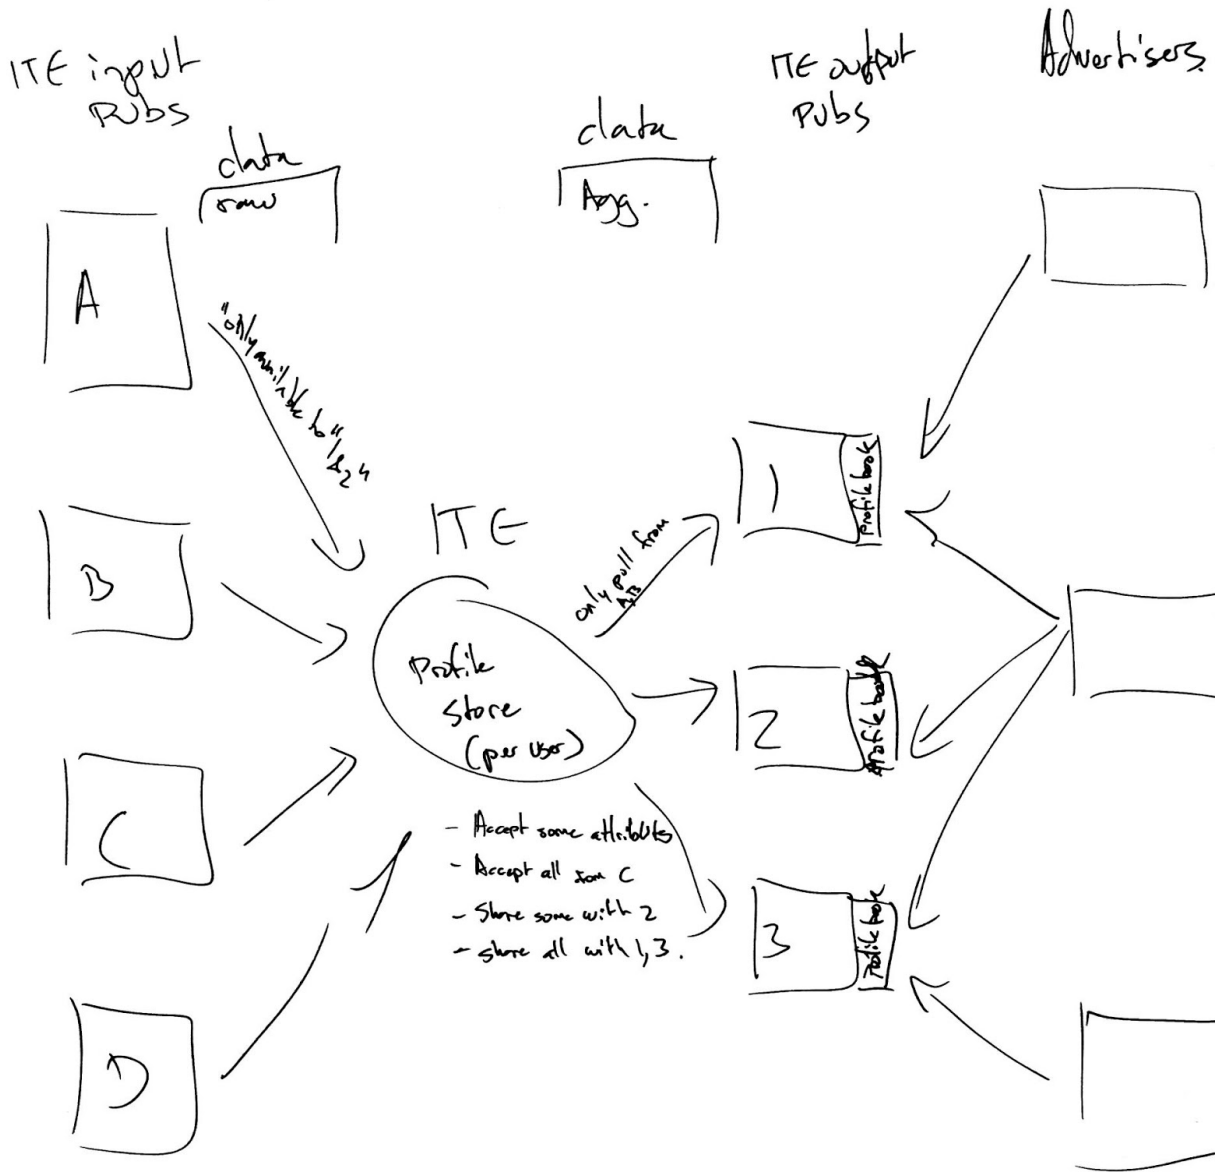 ITE input
pubs
data
raw
data
Agg.
ITE output
pubs
Advertisers
A
"only available to"
B
C
D
ITE
Profile
store
(per user)
only pull from
A,B
1
profile book
2
profile book
3
profile book
- Accept some attributes
- Accept all from C
- Share some with 2
- share all with 1,3.